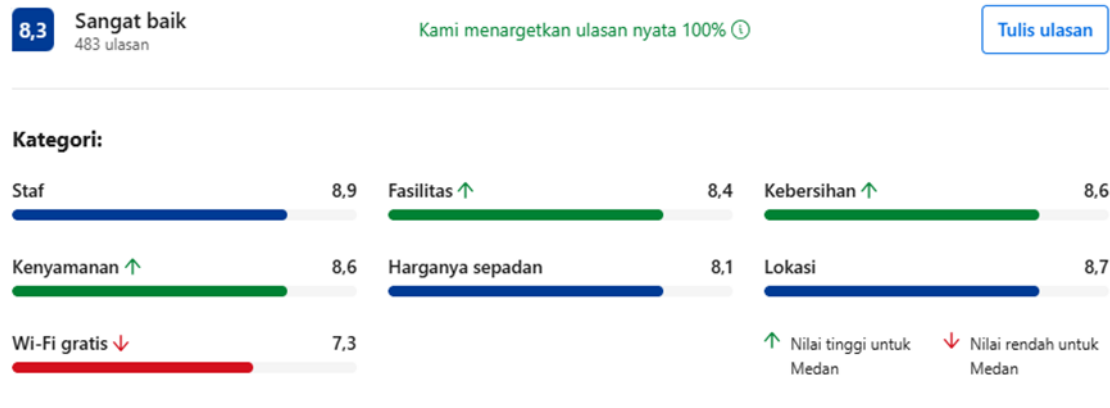 8,3 Sangat baik
483 ulasan
Kami menargetkan ulasan nyata 100%
Tulis ulasan
Kategori:
Staf 8,9
Fasilitas ↑ 8,4
Kebersihan ↑ 8,6
Kenyamanan ↑ 8,6
Harganya sepadan 8,1
Lokasi 8,7
Wi-Fi gratis ↓ 7,3
↑ Nilai tinggi untuk
Medan
↓ Nilai rendah untuk
Medan